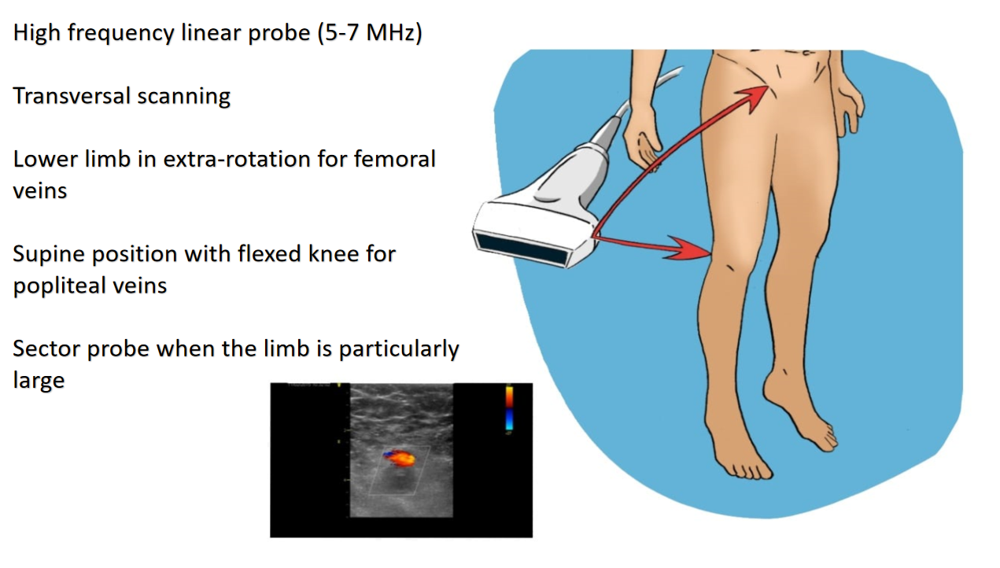 High frequency linear probe (5-7 MHz)
Transversal scanning
Lower limb in extra-rotation for femoral
veins
Supine position with flexed knee for
popliteal veins
Sector probe when the limb is particularly
large